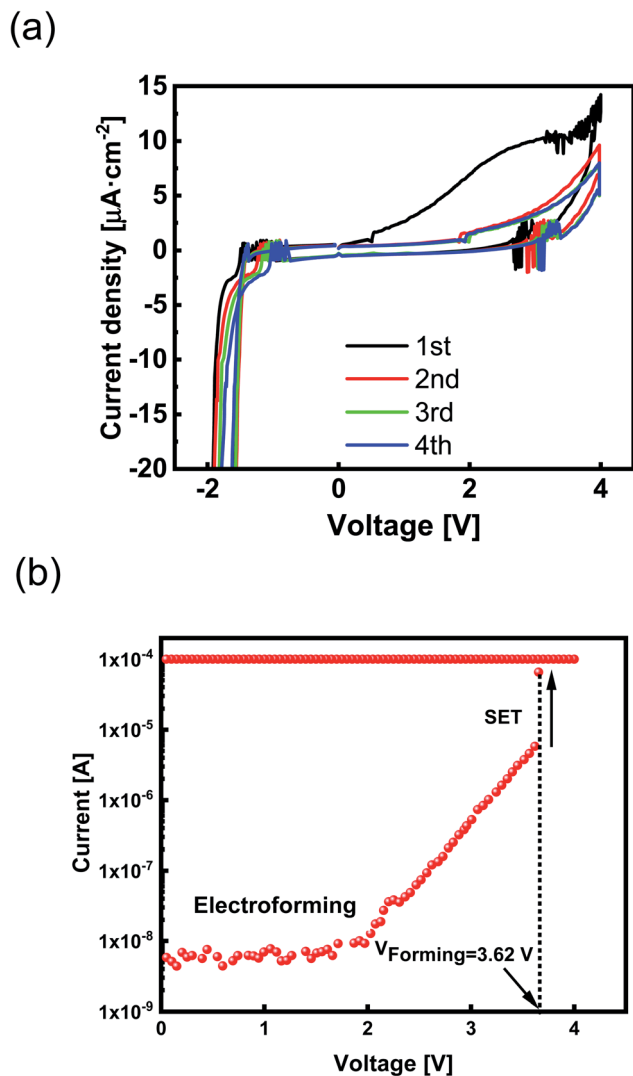 (a)
15
10
5
0
-5
-10
-15
-20
Current density [μA·cm⁻²]
1st
2nd
3rd
4th
-2 0 2 4
Voltage [V]
(b)
1x10⁻⁴
1x10⁻⁵
1x10⁻⁶
1x10⁻⁷
1x10⁻⁸
1x10⁻⁹
Current [A]
SET
Electroforming
V_Forming=3.62 V
0 1 2 3 4
Voltage [V]